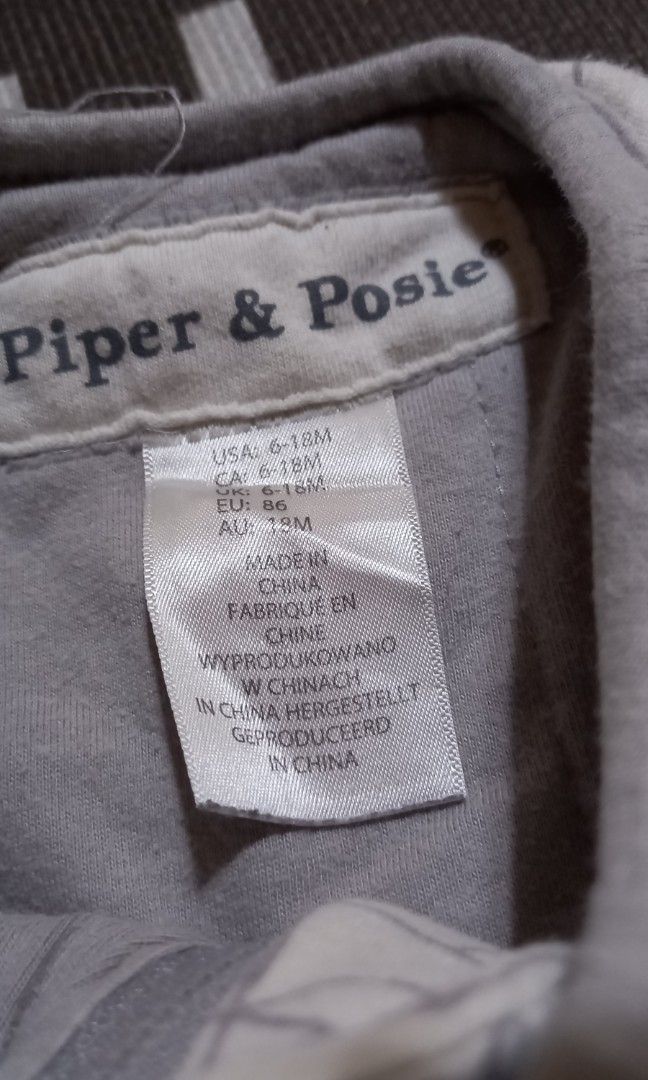 Piper & Posie®
USA: 6-18M
CA: 6-18M
UK: 6-18M
EU: 86
AU: 18M
MADE IN
CHINA
FABRIQUÉ EN
CHINE
WYPRODUKOWANO
W CHINACH
IN CHINA HERGESTELLT
GEPRODUCEERD
IN CHINA